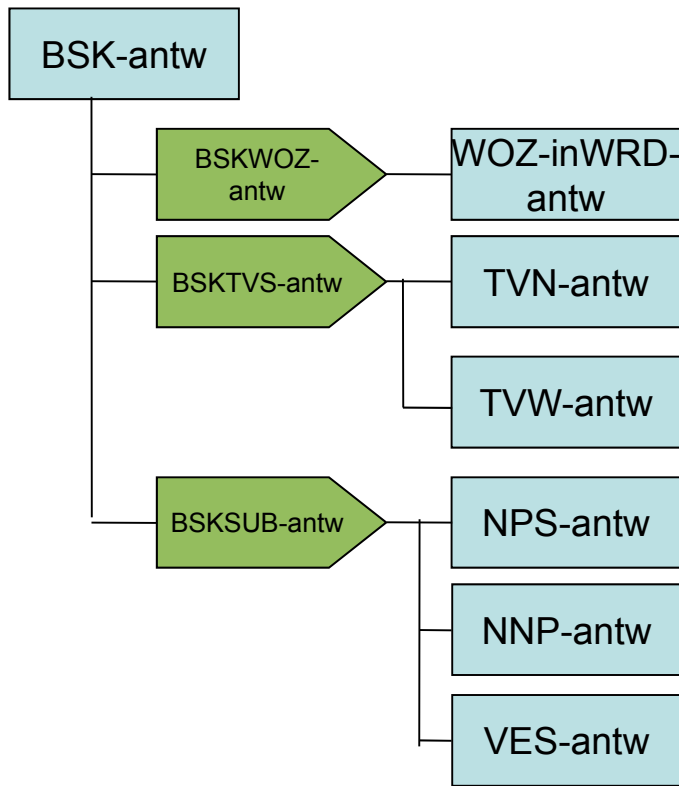 BSK-antw
BSKWOZ-
antw
WOZ-inWRD-
antw
BSKTVS-antw
TVN-antw
TVW-antw
BSKSUB-antw
NPS-antw
NNP-antw
VES-antw